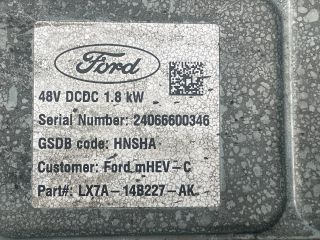 Ford
48V DCDC 1.8 kW
Serial Number: 24066600346
GSDB code: HNSHA
Customer: Ford mHEV-C
Part#: LX7A-14B227-AK